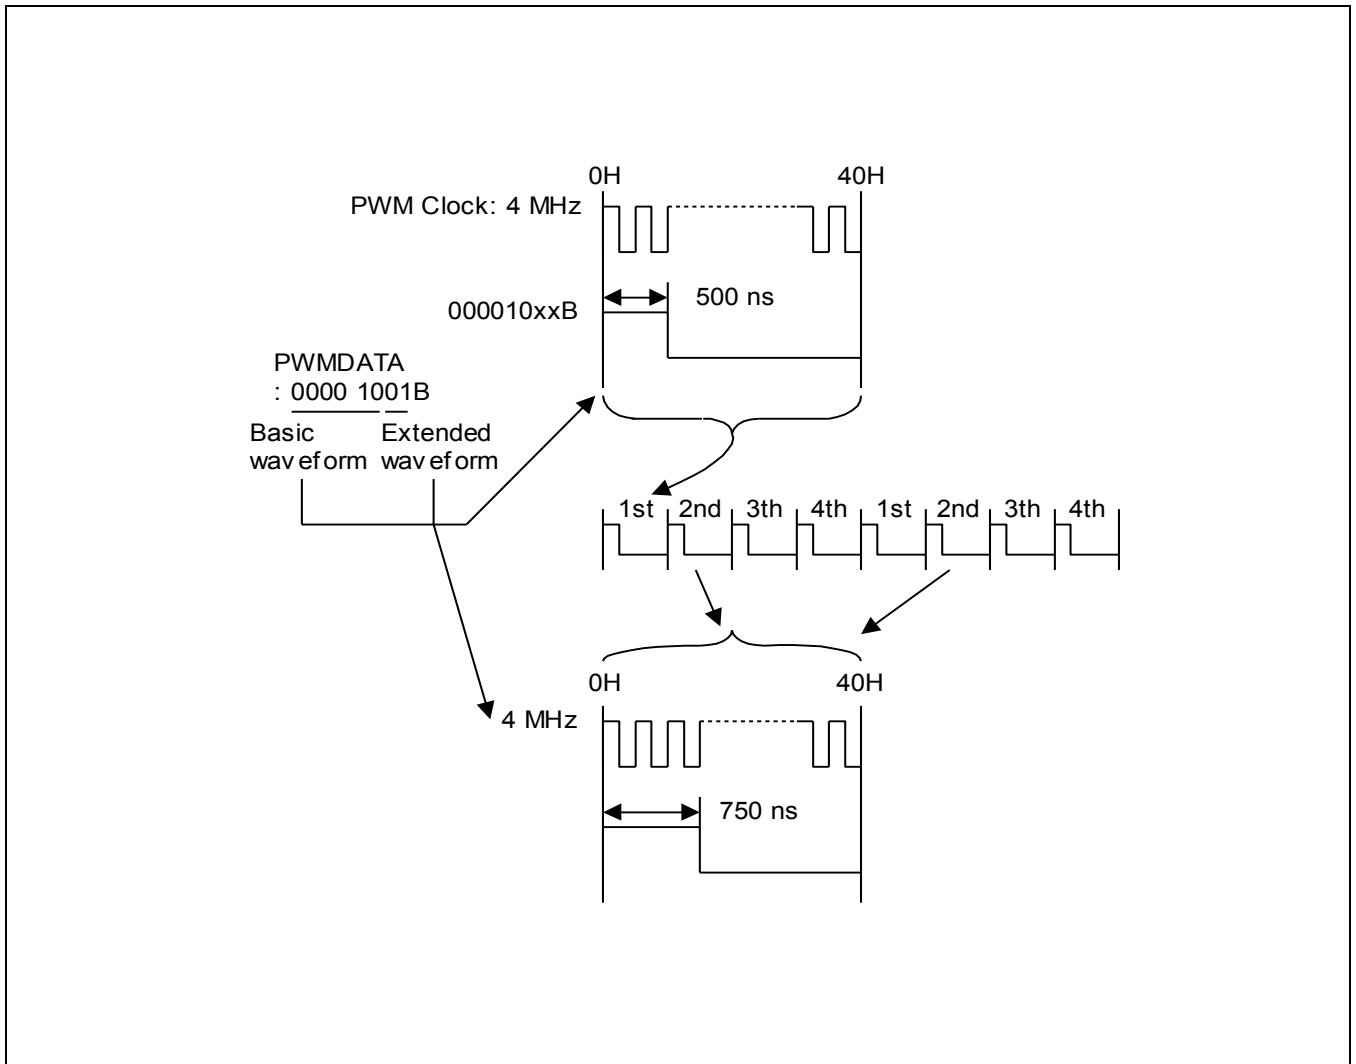 0H 40H
PWM Clock: 4 MHz
500 ns
000010xxB
PWMDATA
: 0000 1001B
Basic Extended
waveform waveform
1st 2nd 3th 4th 1st 2nd 3th 4th
0H 40H
4 MHz
750 ns